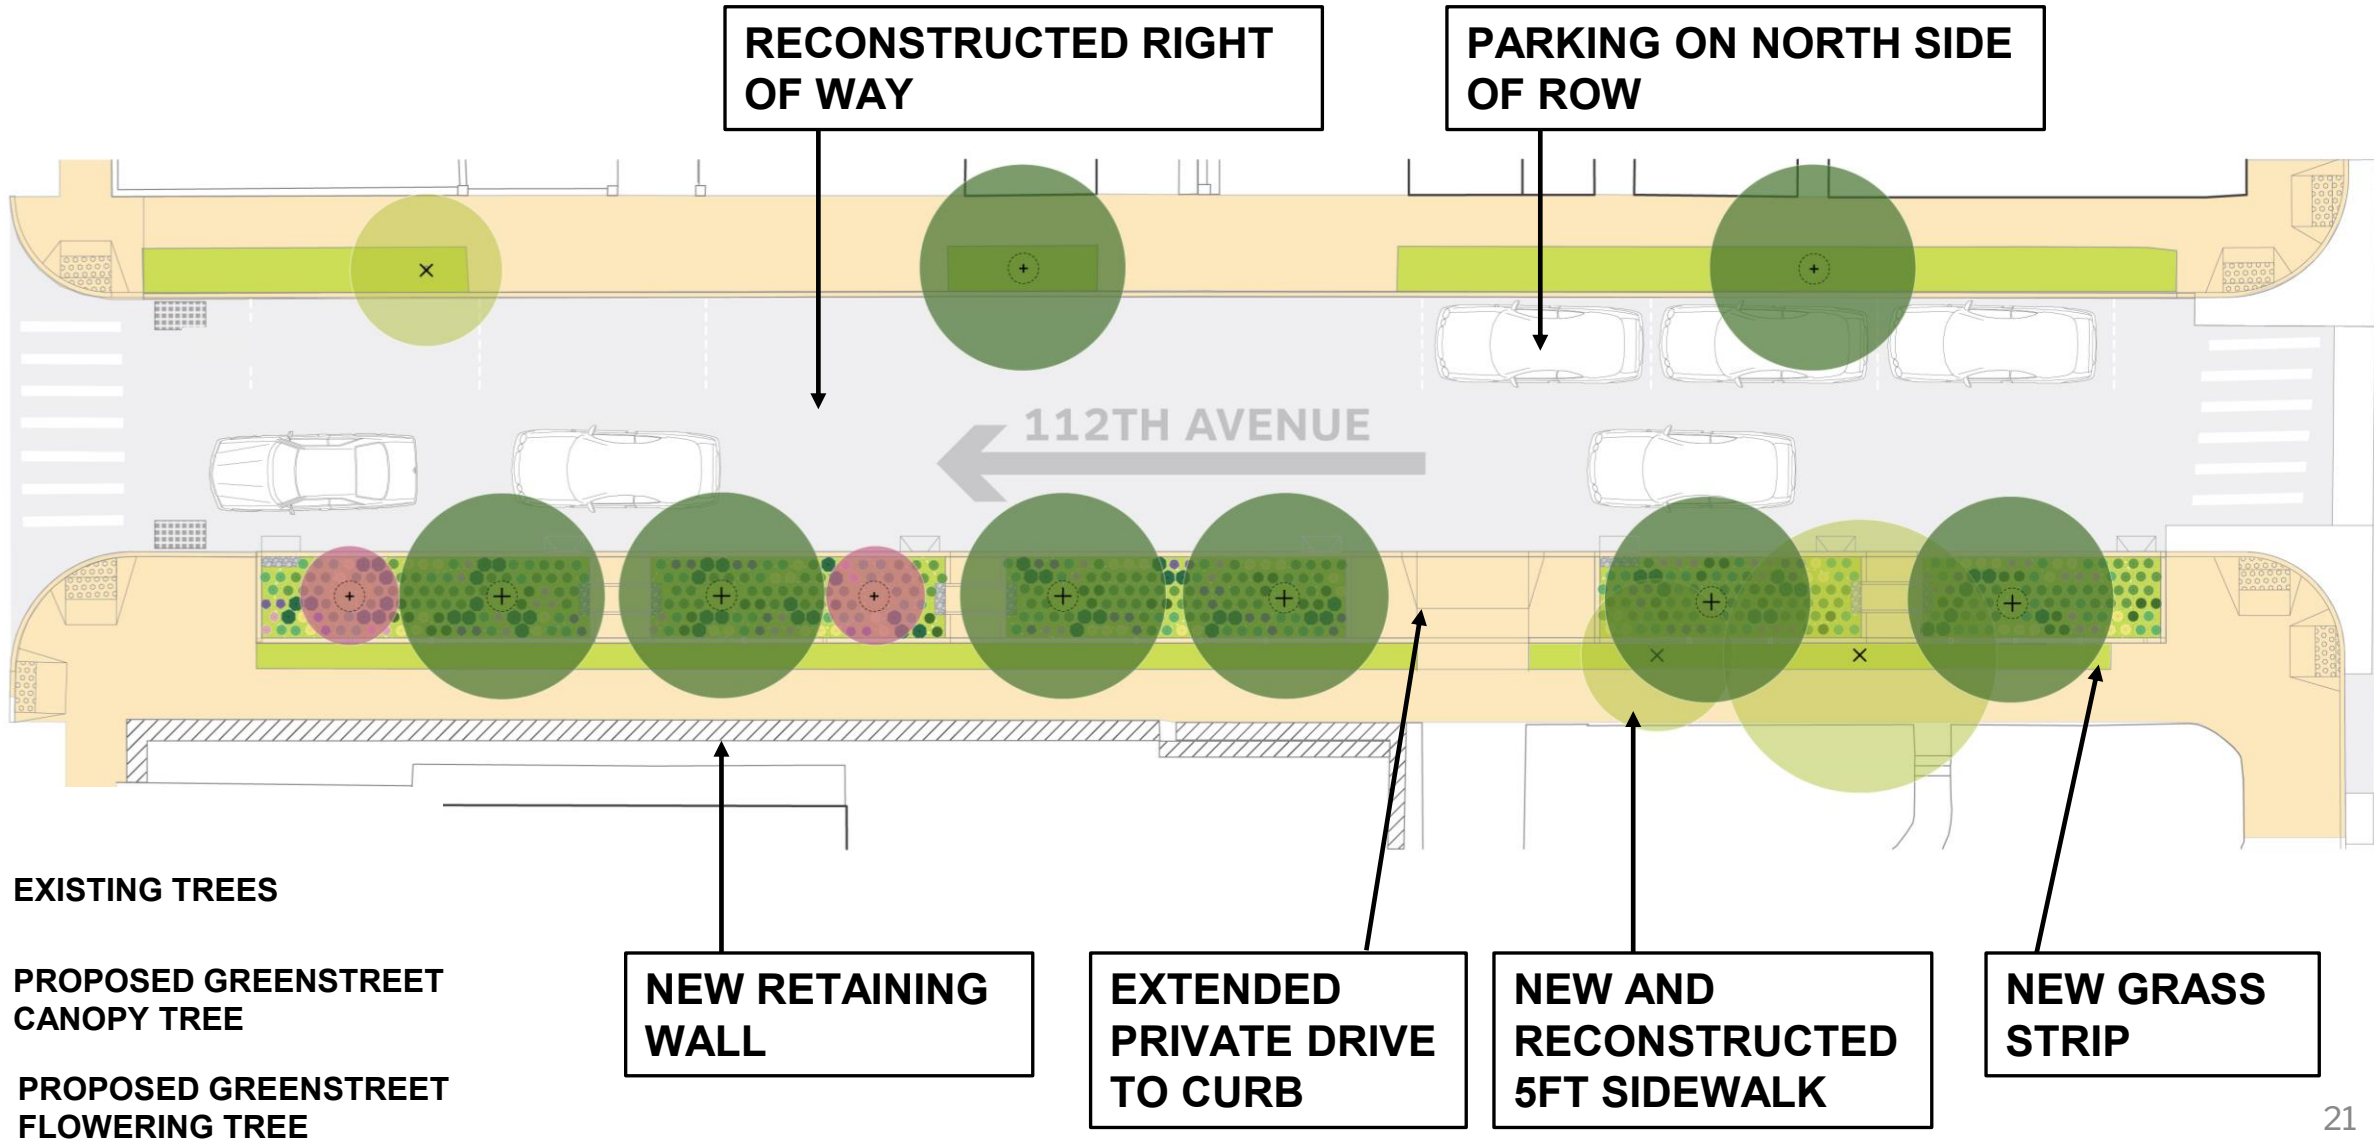 RECONSTRUCTED RIGHT
OF WAY
PARKING ON NORTH SIDE
OF ROW
112TH AVENUE
EXISTING TREES
PROPOSED GREENSTREET
CANOPY TREE
PROPOSED GREENSTREET
FLOWERING TREE
NEW RETAINING
WALL
EXTENDED
PRIVATE DRIVE
TO CURB
NEW AND
RECONSTRUCTED
5FT SIDEWALK
NEW GRASS
STRIP
21